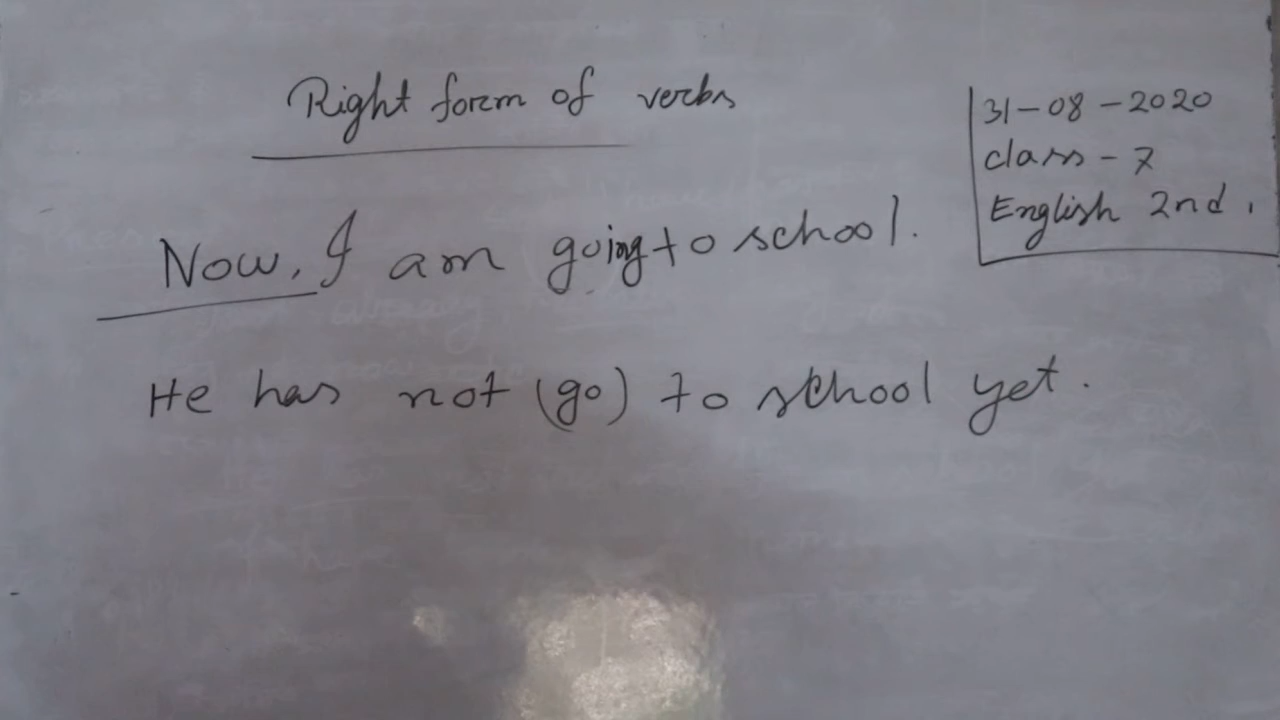 Right form of verbs
31-08-2020
class-7
English 2nd.
Now, I am going to school.
He has not (go) to school yet.